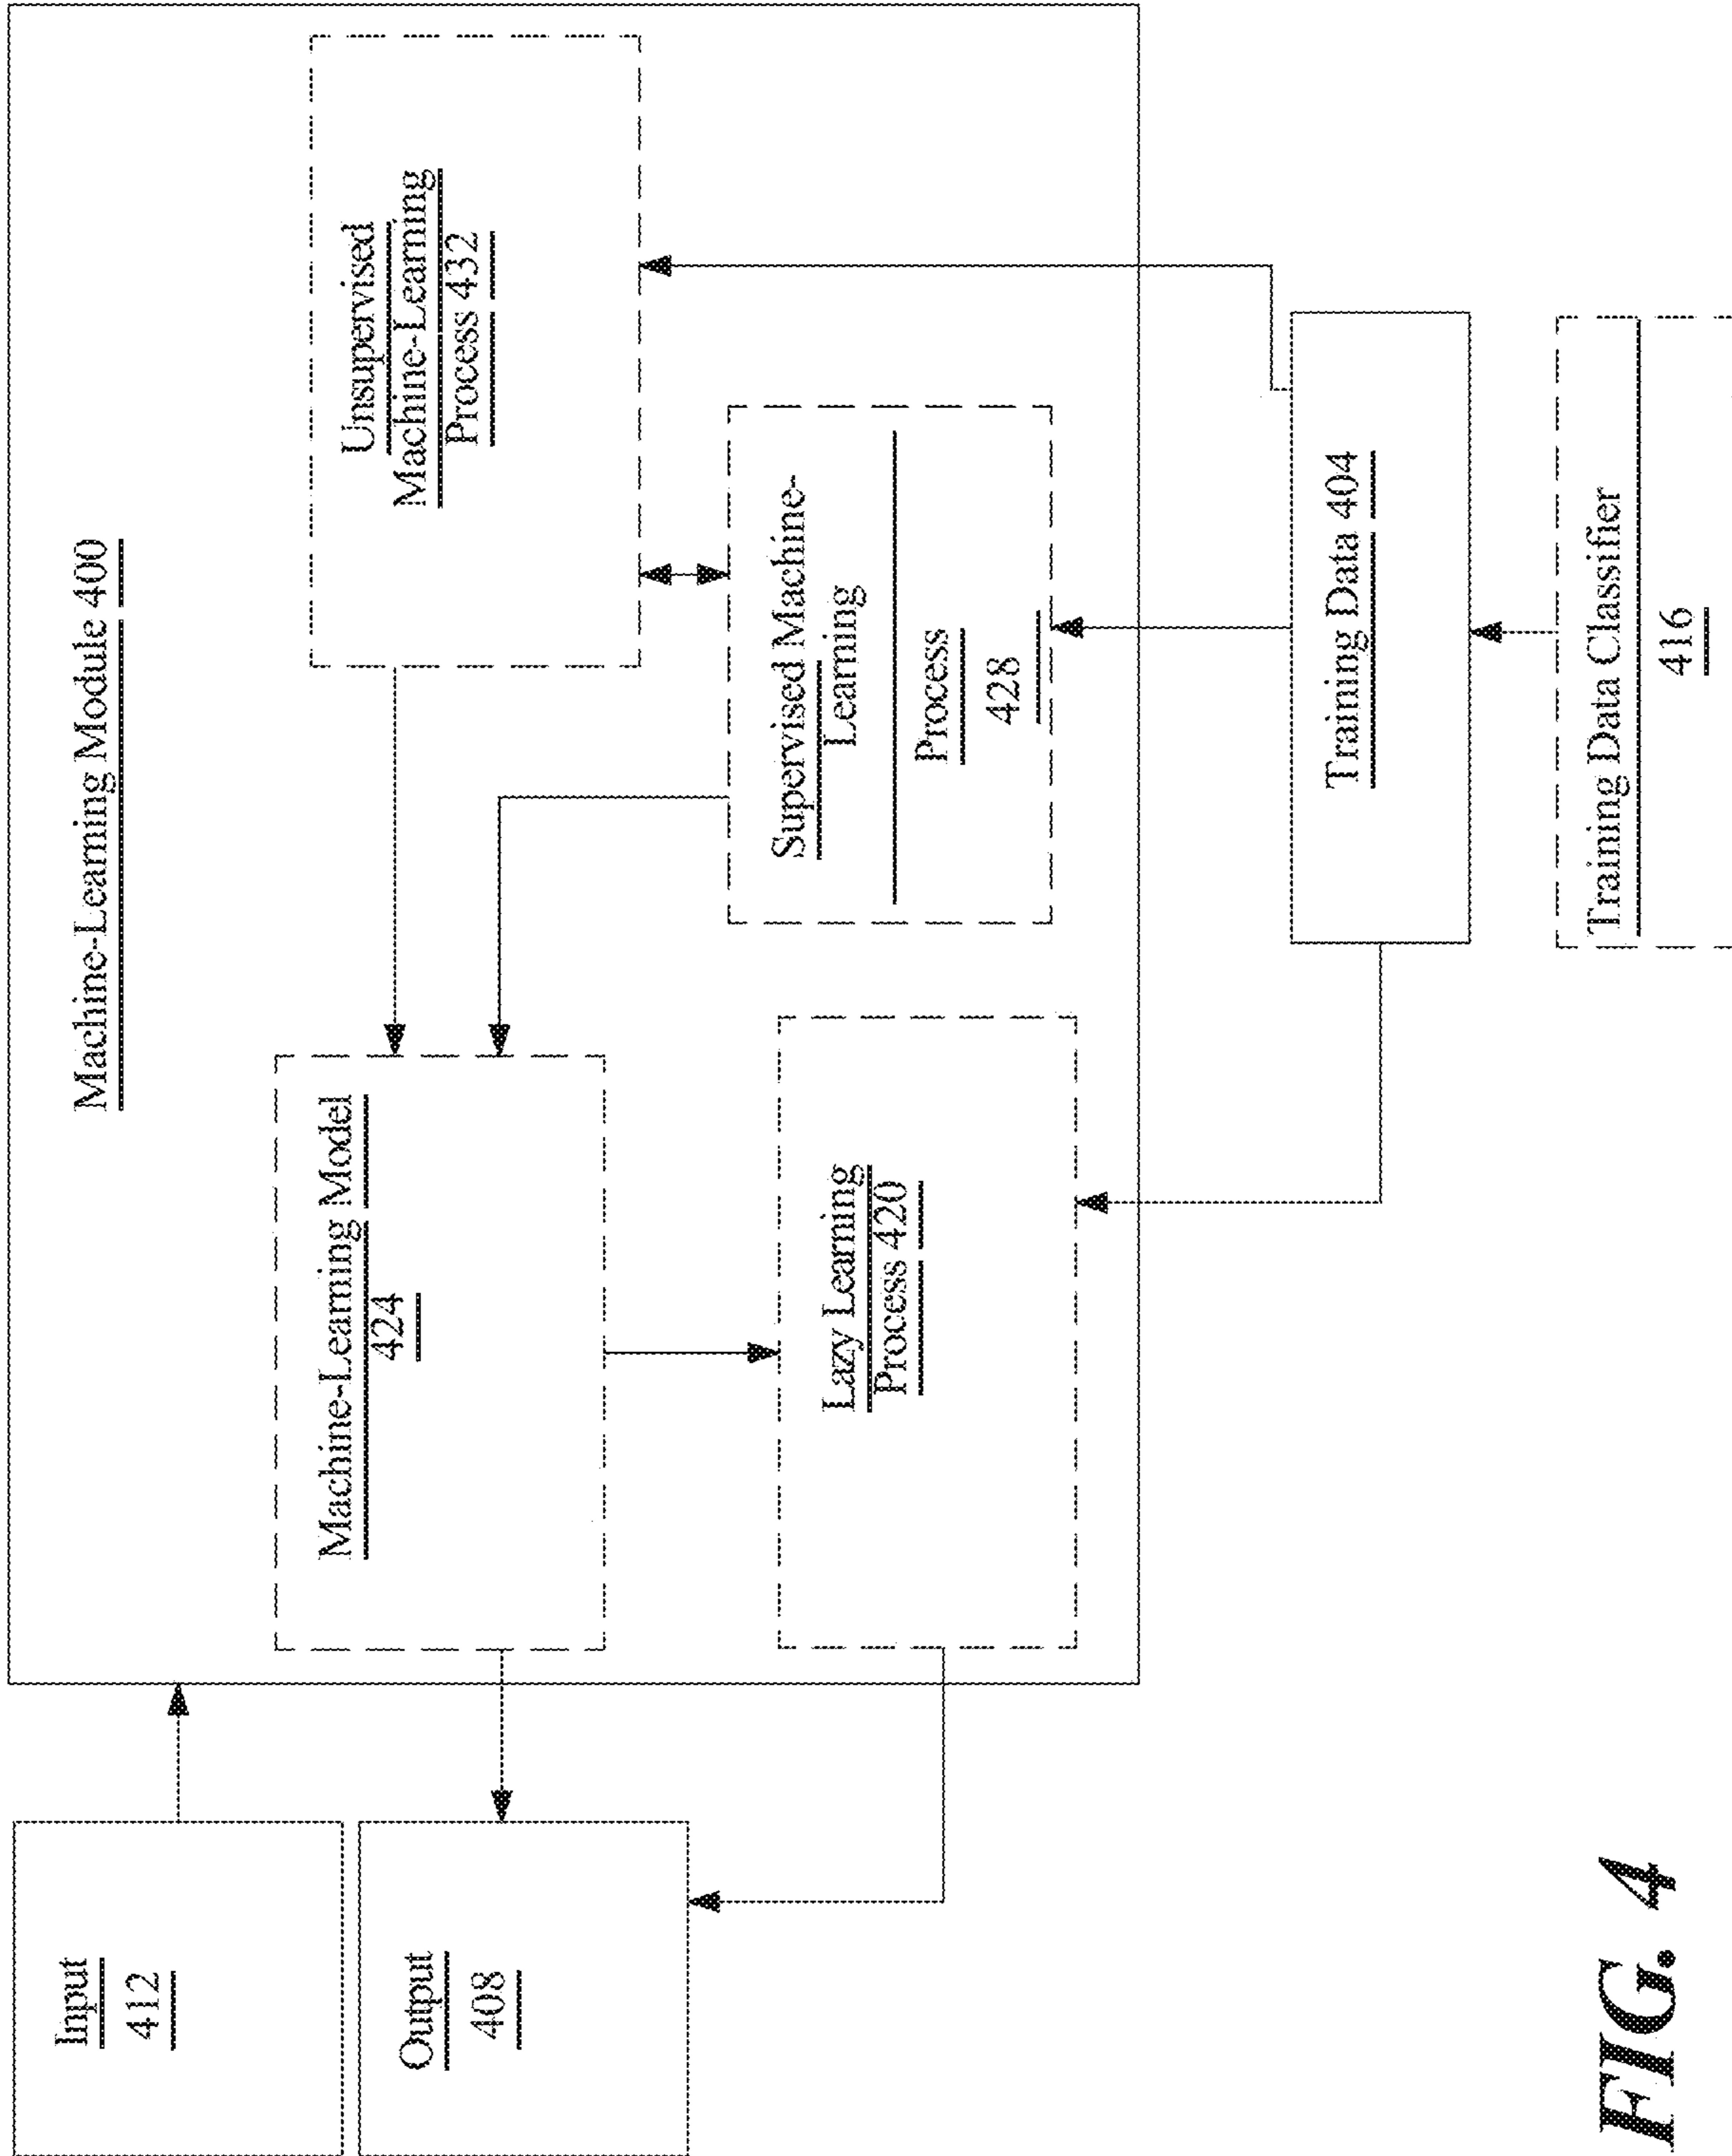 Machine-Learning Module 400
Input
412
Output
408
Machine-Learning Model
424
Unsupervised
Machine-Learning
Process 432
Lazy Learning
Process 420
Supervised Machine-
Learning
Process
428
Training Data 404
Training Data Classifier
416
FIG. 4